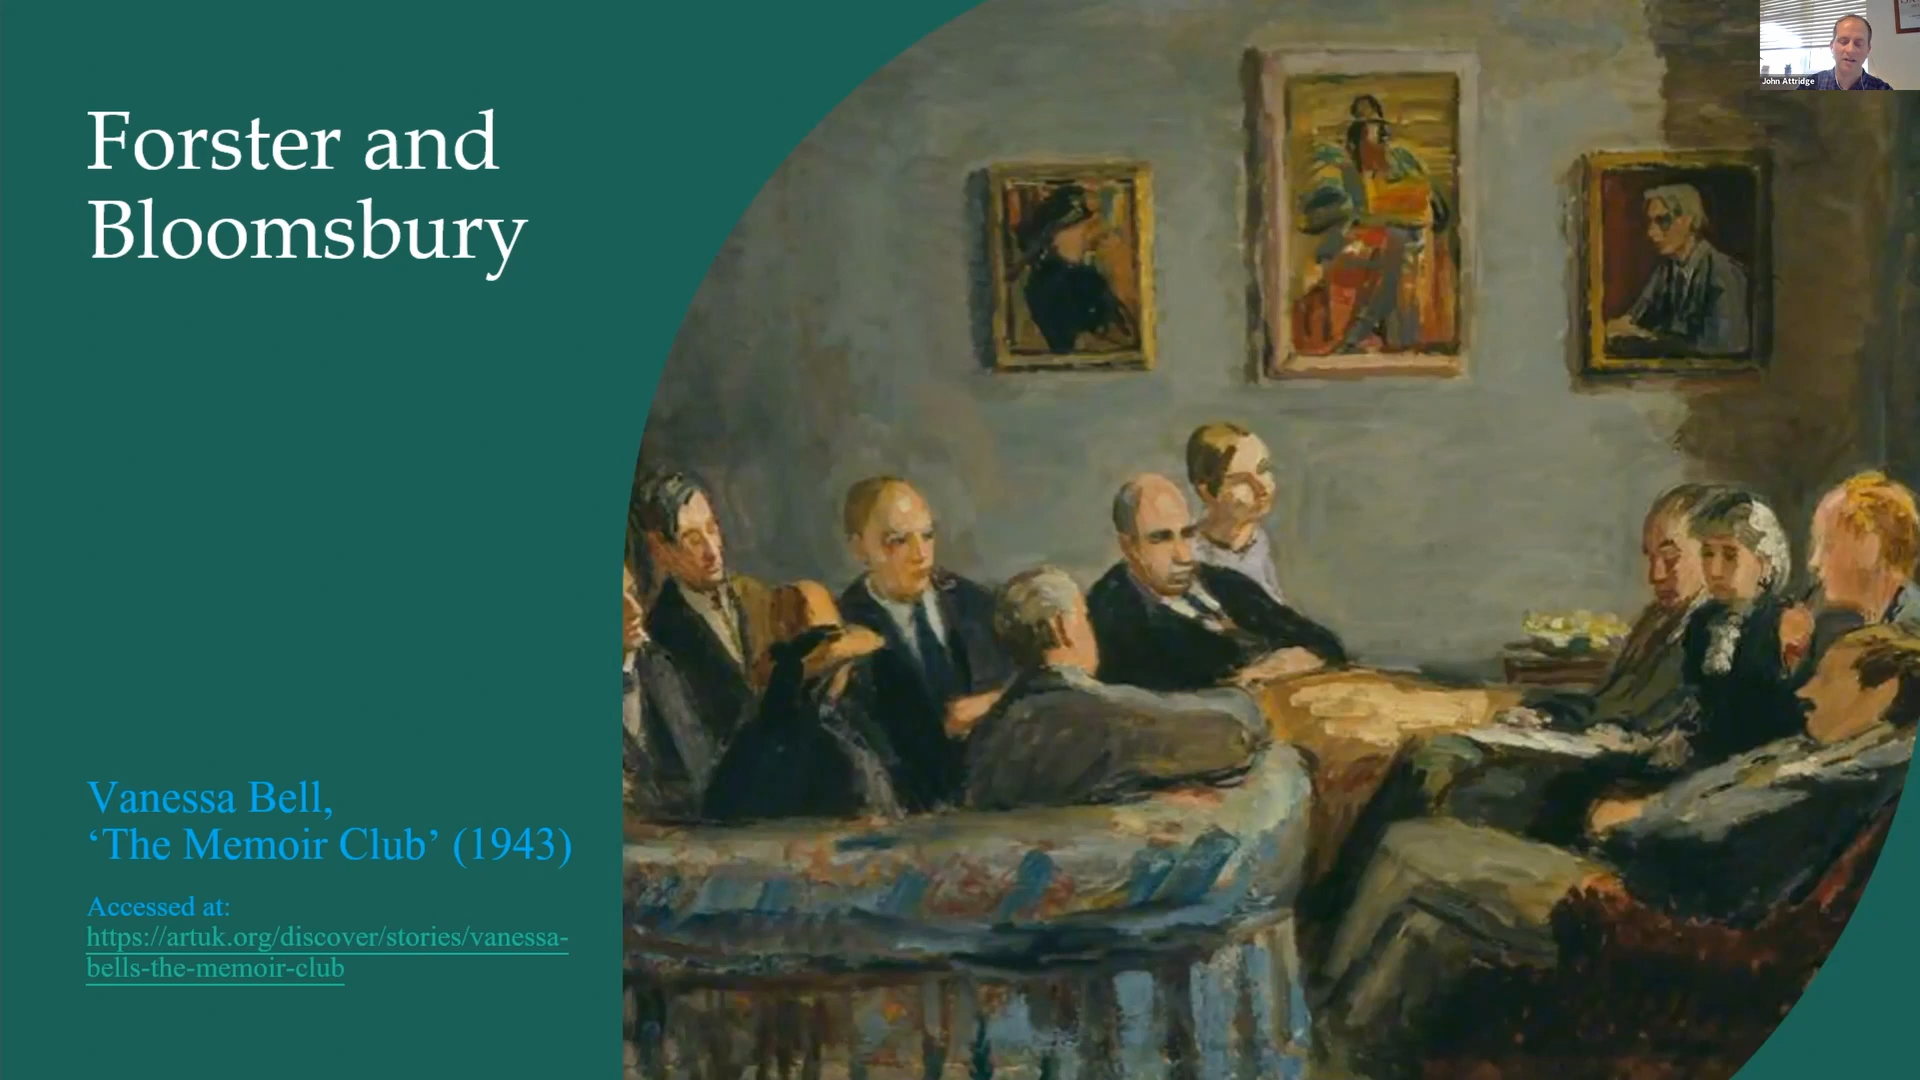 Forster and
Bloomsbury
Vanessa Bell,
‘The Memoir Club’ (1943)
Accessed at:
https://artuk.org/discover/stories/vanessa-
bells-the-memoir-club
John Attridge